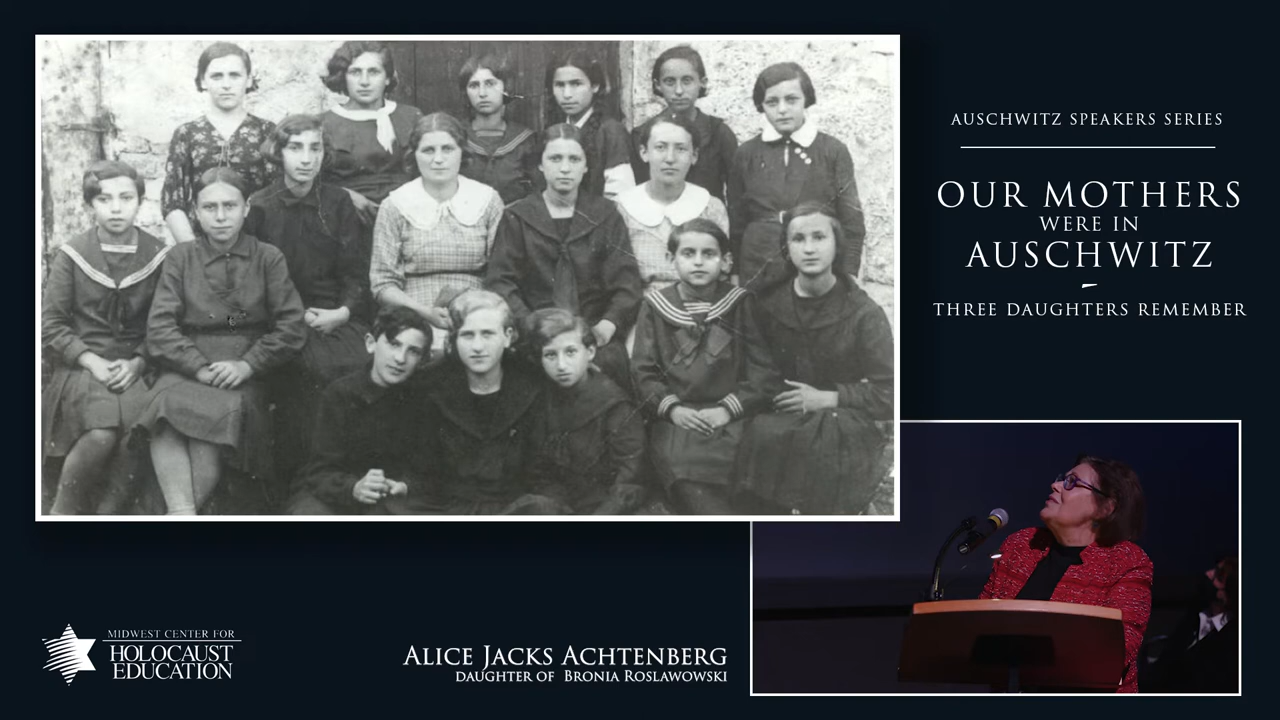 AUSCHWITZ SPEAKERS SERIES
OUR MOTHERS
WERE IN
AUSCHWITZ
-
THREE DAUGHTERS REMEMBER
MIDWEST CENTER FOR
HOLOCAUST
EDUCATION
ALICE JACKS ACHTENBERG
DAUGHTER OF BRONIA ROSLAWOWSKI